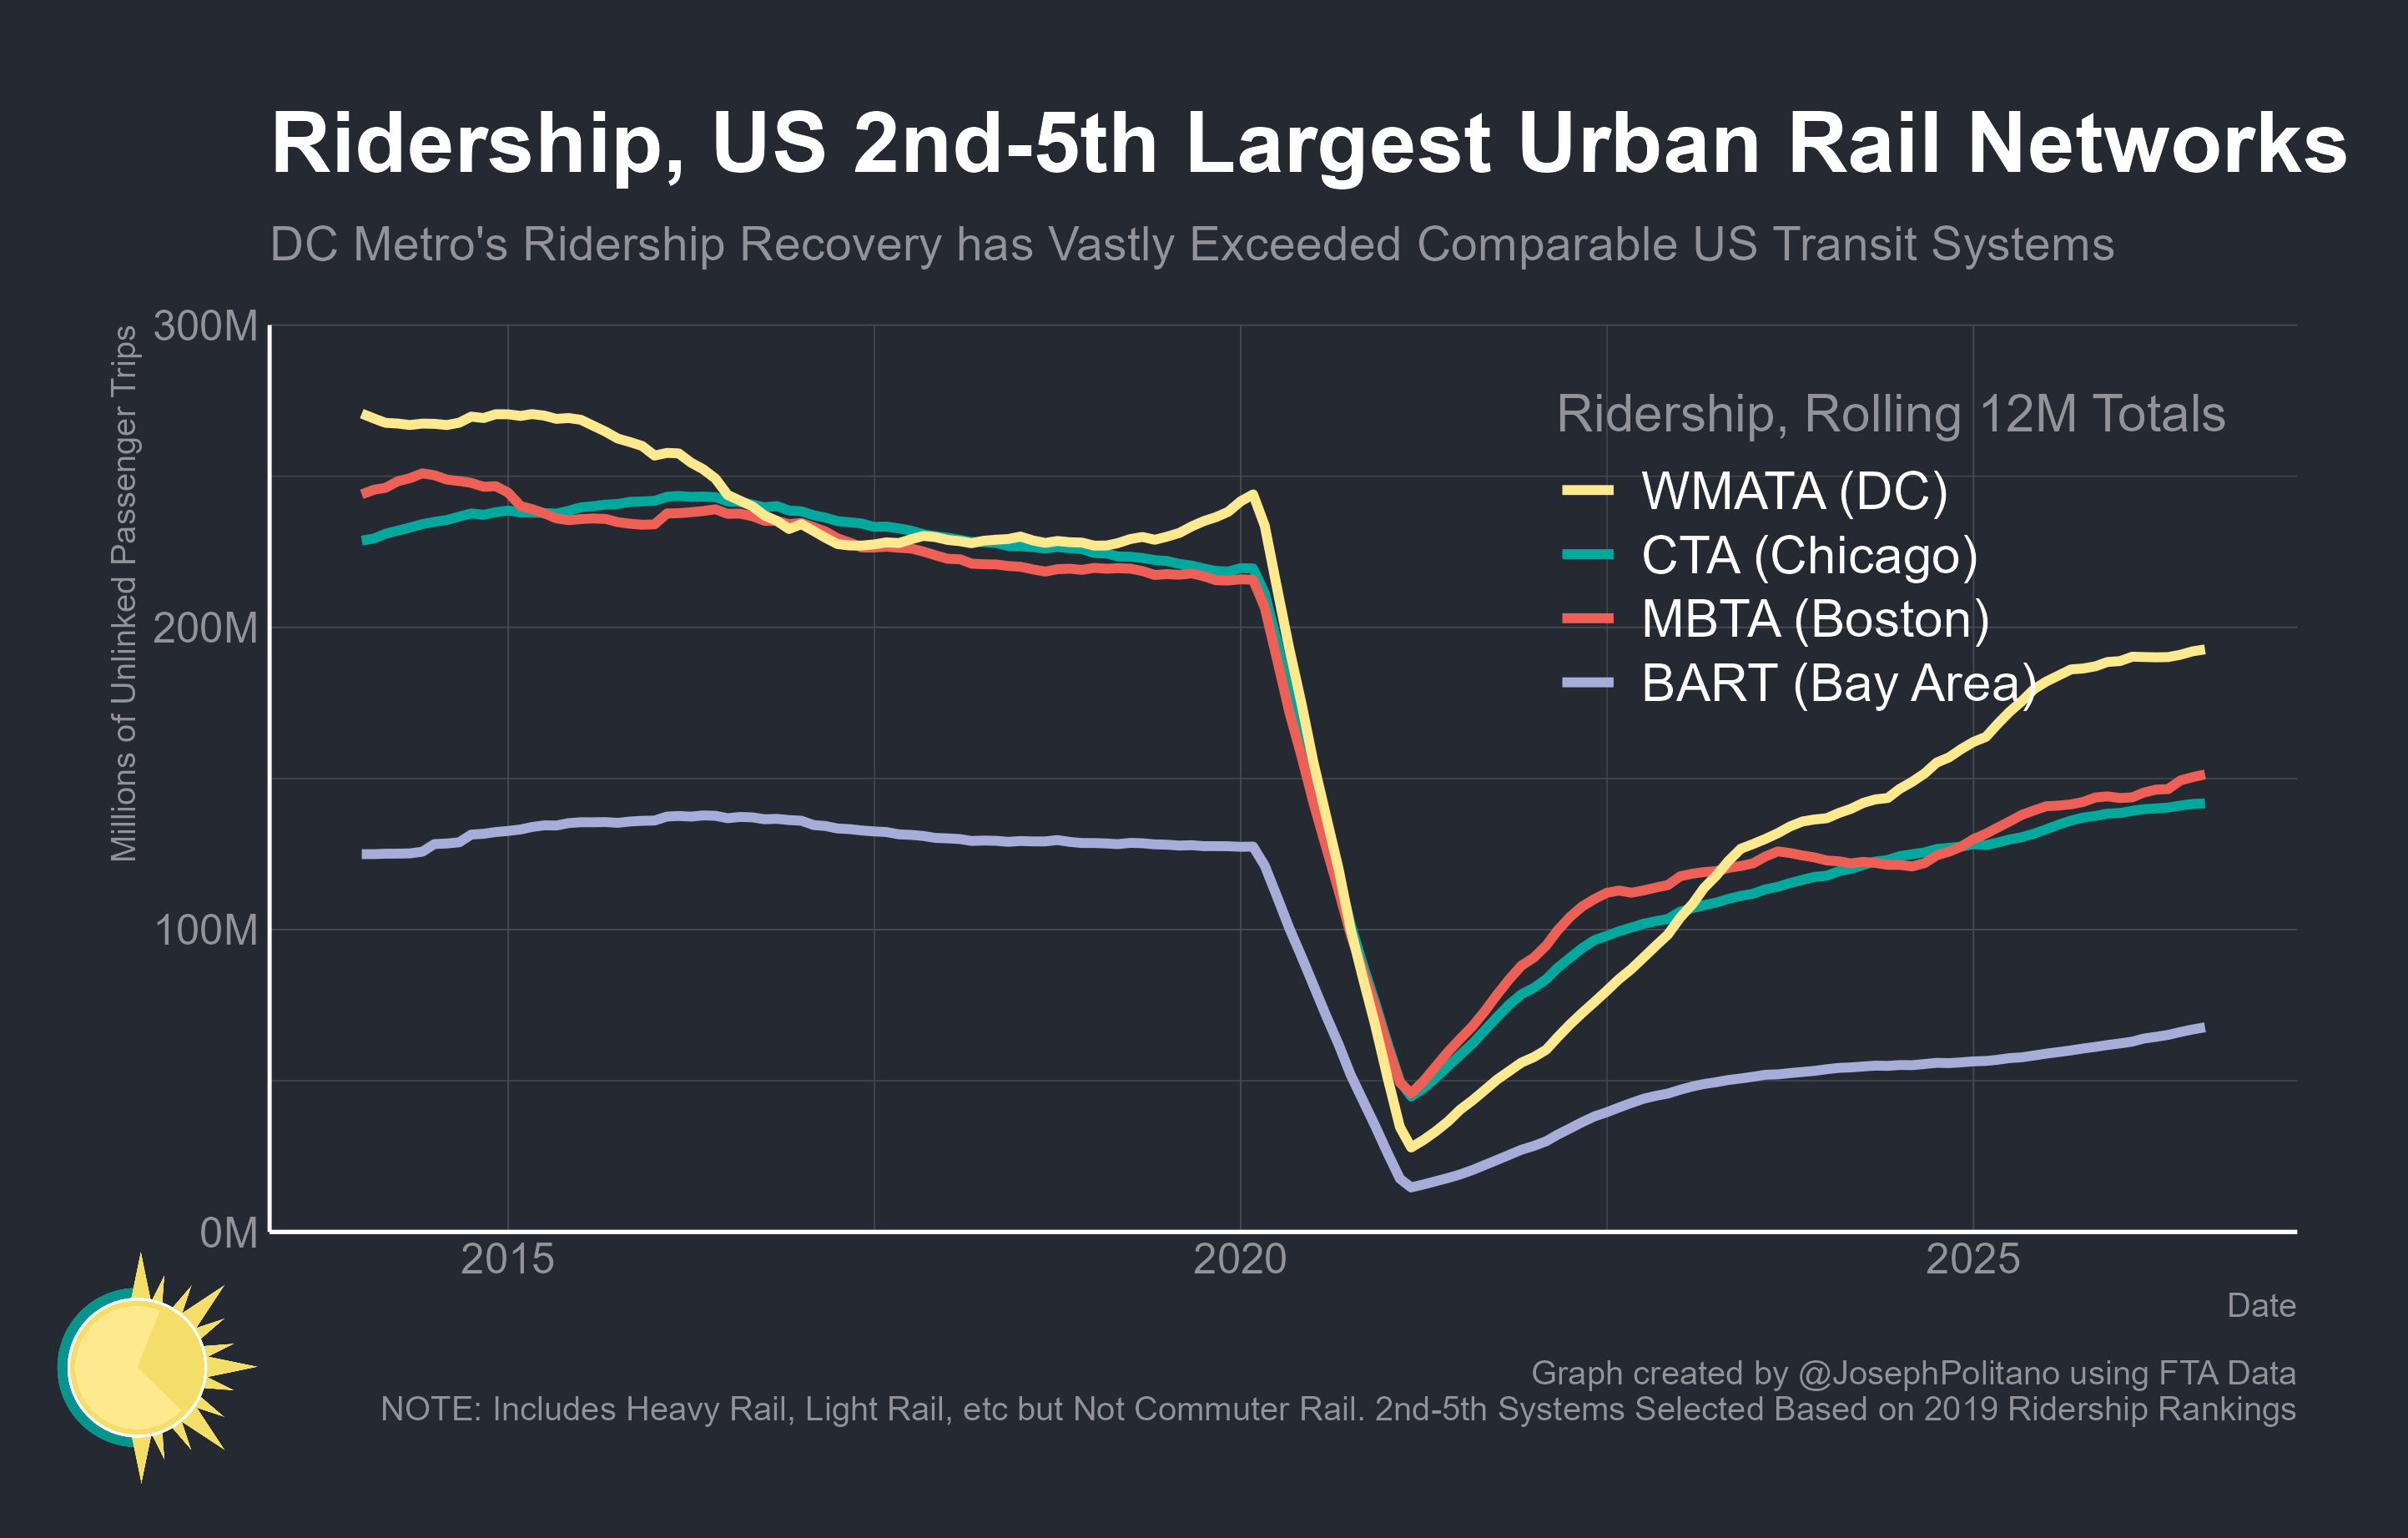 Ridership, US 2nd-5th Largest Urban Rail Networks
DC Metro's Ridership Recovery has Vastly Exceeded Comparable US Transit Systems
Millions of Unlinked Passenger Trips
300M
200M
100M
0M
Ridership, Rolling 12M Totals
WMATA (DC)
CTA (Chicago)
MBTA (Boston)
BART (Bay Area)
2015
2020
2025
Date
Graph created by @JosephPolitano using FTA Data
NOTE: Includes Heavy Rail, Light Rail, etc but Not Commuter Rail. 2nd-5th Systems Selected Based on 2019 Ridership Rankings